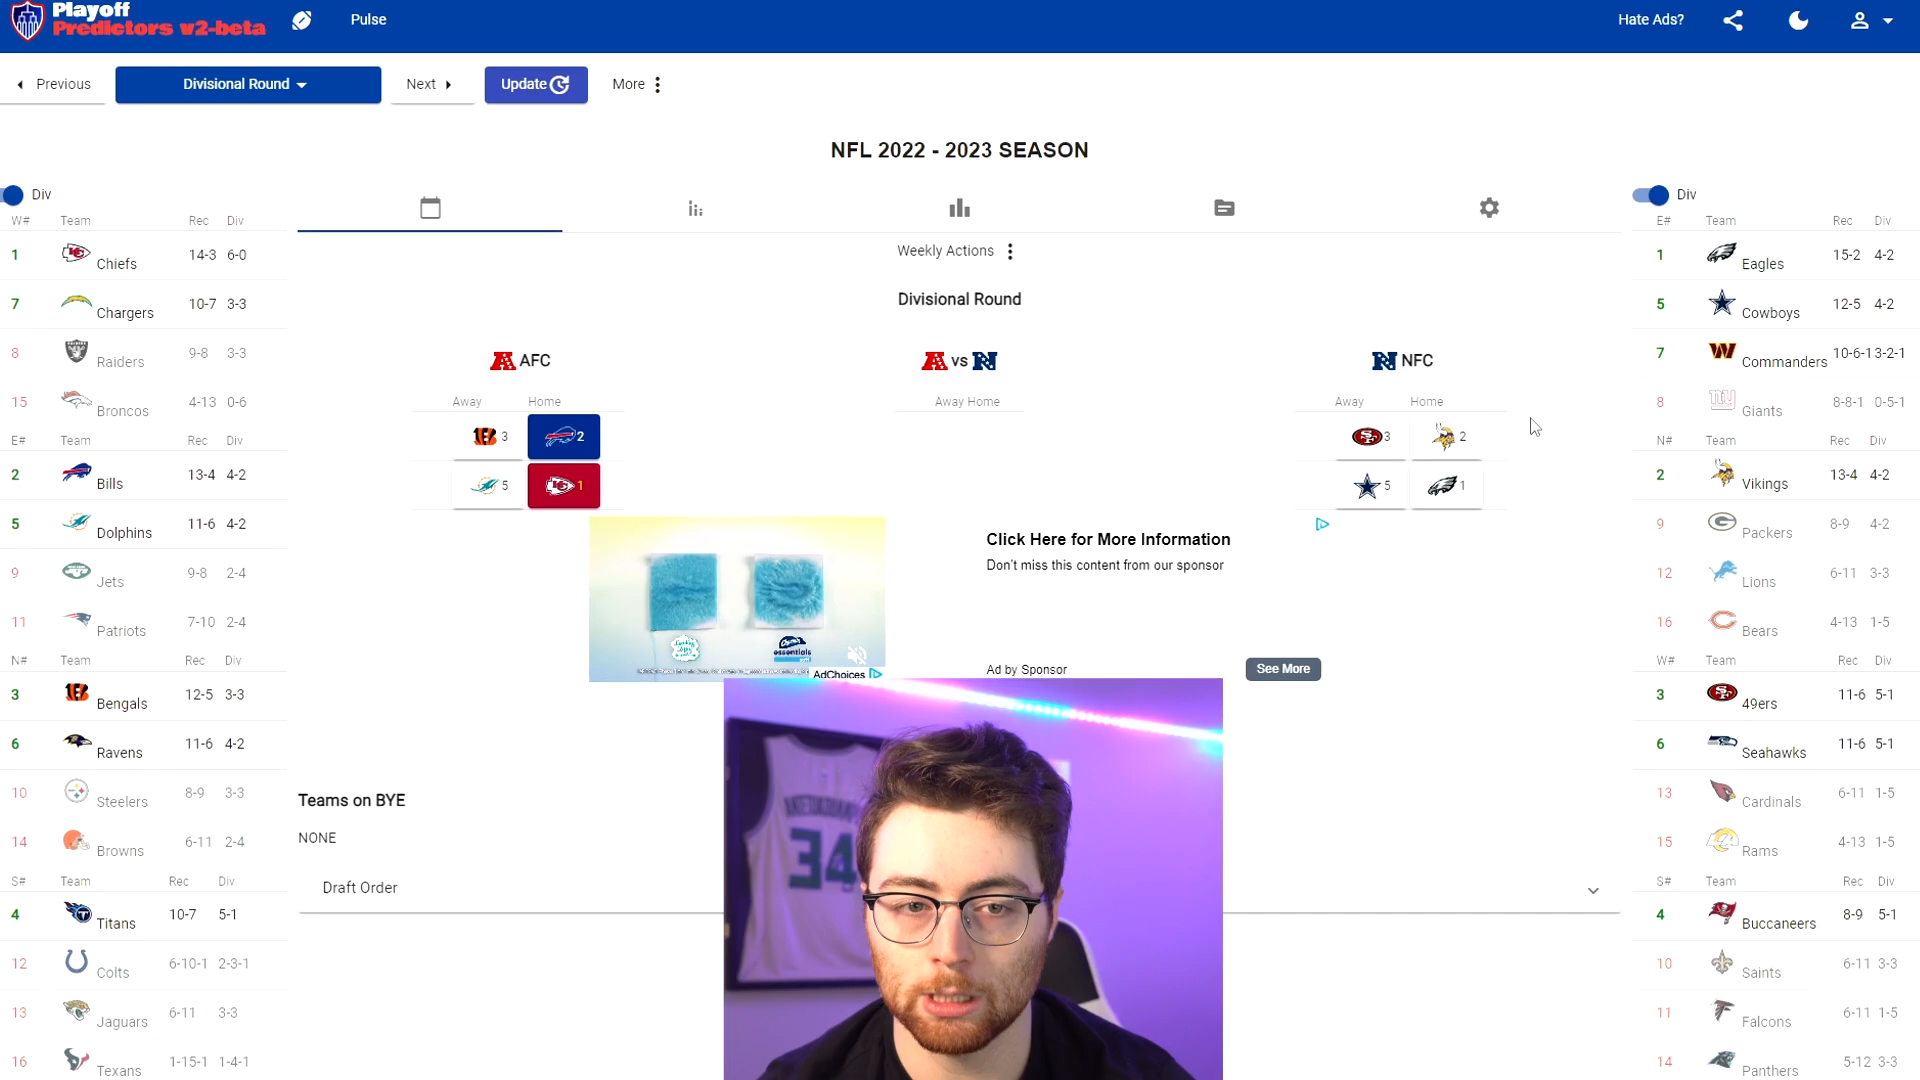 Playoff
Predictors v2-beta
Pulse
Hate Ads?
Previous
Divisional Round
Next
Update
More
NFL 2022 - 2023 SEASON
Div
W# Team Rec Div
1 Chiefs 14-3 6-0
7 Chargers 10-7 3-3
8 Raiders 9-8 3-3
15 Broncos 4-13 0-6
E# Team Rec Div
2 Bills 13-4 4-2
5 Dolphins 11-6 4-2
9 Jets 9-8 2-4
11 Patriots 7-10 2-4
N# Team Rec Div
3 Bengals 12-5 3-3
6 Ravens 11-6 4-2
10 Steelers 8-9 3-3
14 Browns 6-11 2-4
S# Team Rec Div
4 Titans 10-7 5-1
12 Colts 6-10-1 2-3-1
13 Jaguars 6-11 3-3
16 Texans 1-15-1 1-4-1
Weekly Actions
Divisional Round
AFC
Away Home
3 2
5 1
A vs N
Away Home
NFC
Away Home
3 2
5 1
essentials
AdChoices
Click Here for More Information
Don't miss this content from our sponsor
Ad by Sponsor
See More
Teams on BYE
NONE
Draft Order
34
Div
E# Team Rec Div
1 Eagles 15-2 4-2
5 Cowboys 12-5 4-2
7 Commanders 10-6-1 3-2-1
8 Giants 8-8-1 0-5-1
N# Team Rec Div
2 Vikings 13-4 4-2
9 Packers 8-9 4-2
12 Lions 6-11 3-3
16 Bears 4-13 1-5
W# Team Rec Div
3 49ers 11-6 5-1
6 Seahawks 11-6 5-1
13 Cardinals 6-11 1-5
15 Rams 4-13 1-5
S# Team Rec Div
4 Buccaneers 8-9 5-1
10 Saints 6-11 3-3
11 Falcons 6-11 1-5
14 Panthers 5-12 3-3